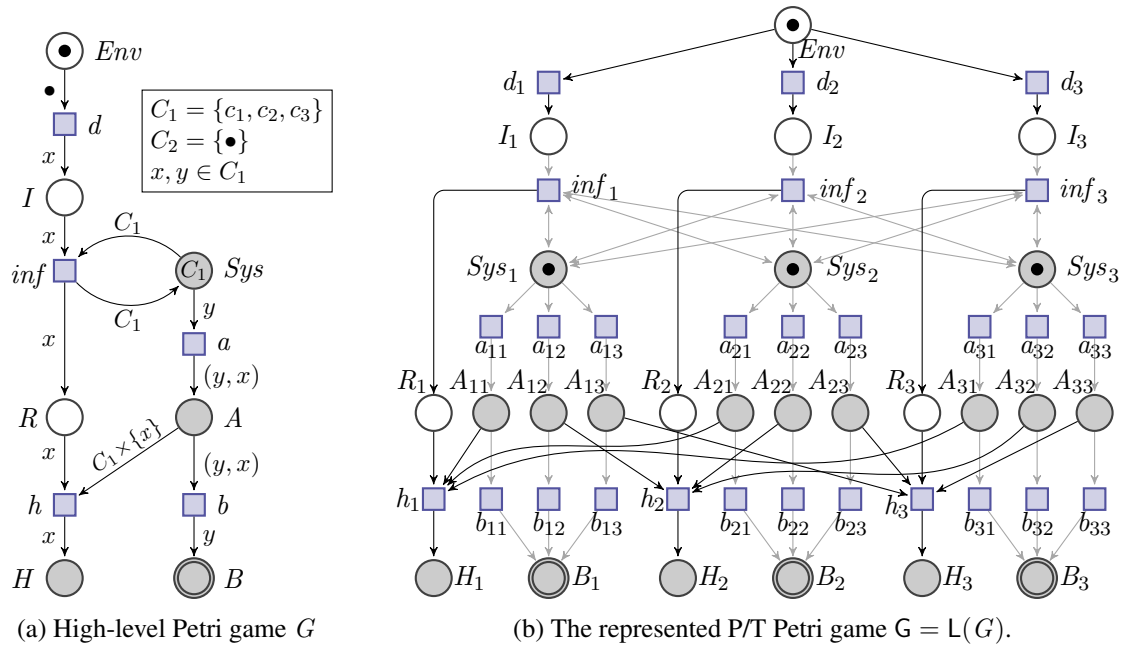 Env
•
C₁ = {c₁, c₂, c₃}
C₂ = {•}
x, y ∈ C₁
d
x
I
x
C₁
inf
C₁
Sys
C₁
y
x
a
(y, x)
R
A
x
C₁×{x}
(y, x)
h
b
x
y
H
B
(a) High-level Petri game G
Env
d₁ d₂ d₃
I₁ I₂ I₃
inf₁ inf₂ inf₃
Sys₁ Sys₂ Sys₃
a₁₁ a₁₂ a₁₃ a₂₁ a₂₂ a₂₃ a₃₁ a₃₂ a₃₃
R₁ A₁₁ A₁₂ A₁₃ R₂ A₂₁ A₂₂ A₂₃ R₃ A₃₁ A₃₂ A₃₃
h₁ h₂ h₃
b₁₁ b₁₂ b₁₃ b₂₁ b₂₂ b₂₃ b₃₁ b₃₂ b₃₃
H₁ B₁ H₂ B₂ H₃ B₃
(b) The represented P/T Petri game G = L(G).